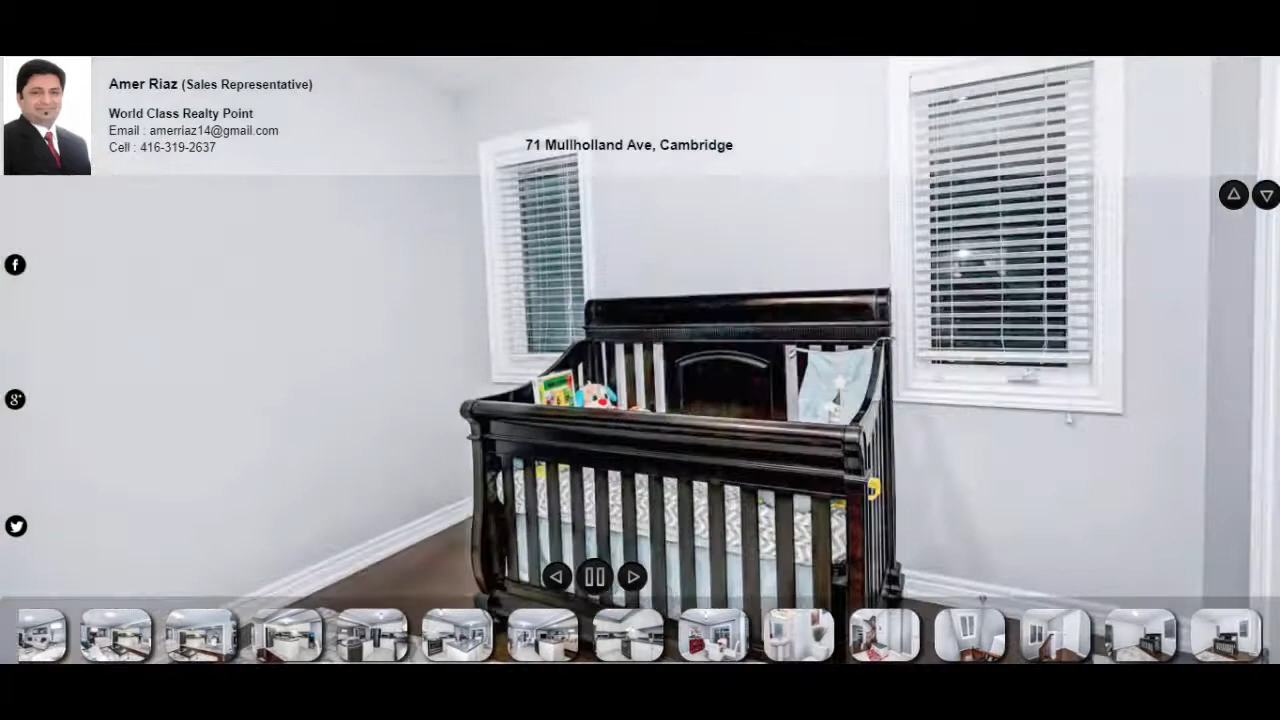 Amer Riaz (Sales Representative)
World Class Realty Point
Email : amerriaz14@gmail.com
Cell : 416-319-2637
71 Mullholland Ave, Cambridge